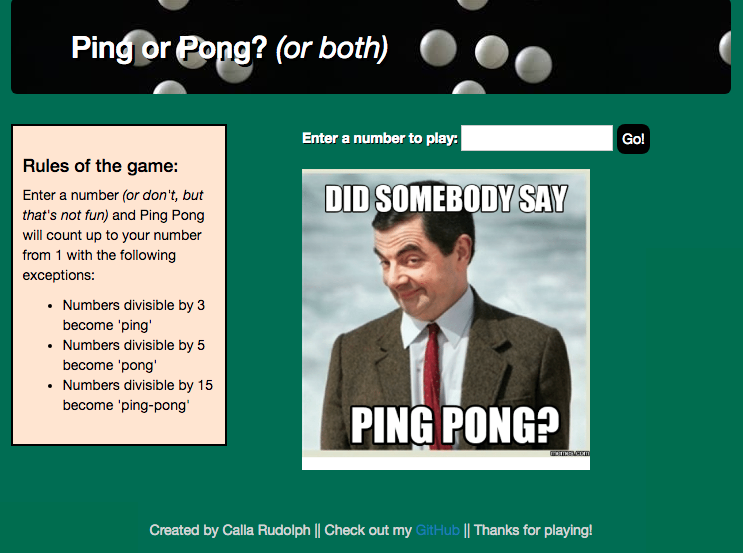 Ping or Pong? (or both)
Enter a number to play:
Go!
Rules of the game:
Enter a number (or don't, but
that's not fun) and Ping Pong
will count up to your number
from 1 with the following
exceptions:
• Numbers divisible by 3
become 'ping'
• Numbers divisible by 5
become 'pong'
• Numbers divisible by 15
become 'ping-pong'
DID SOMEBODY SAY
PING PONG?
memes.com
Created by Calla Rudolph || Check out my GitHub || Thanks for playing!